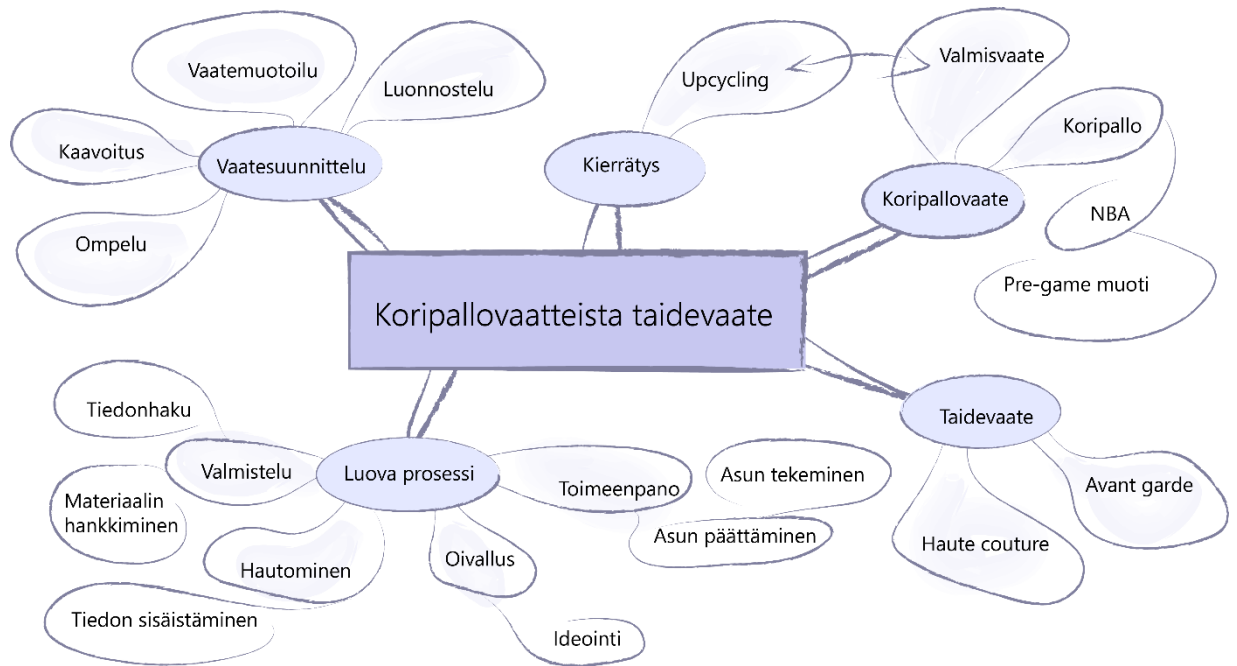 Vaatemuotoilu
Luonnostelu
Kaavoitus
Vaatesuunnittelu
Ompelu
Upcycling
Kierrätys
Valmisvaate
Koripallo
Koripallovaate
NBA
Pre-game muoti
Koripallovaatteista taidevaate
Taidevaate
Avant garde
Haute couture
Tiedonhaku
Valmistelu
Luova prosessi
Materiaalin
hankkiminen
Hautominen
Tiedon sisäistäminen
Oivallus
Ideointi
Toimeenpano
Asun tekeminen
Asun päättäminen